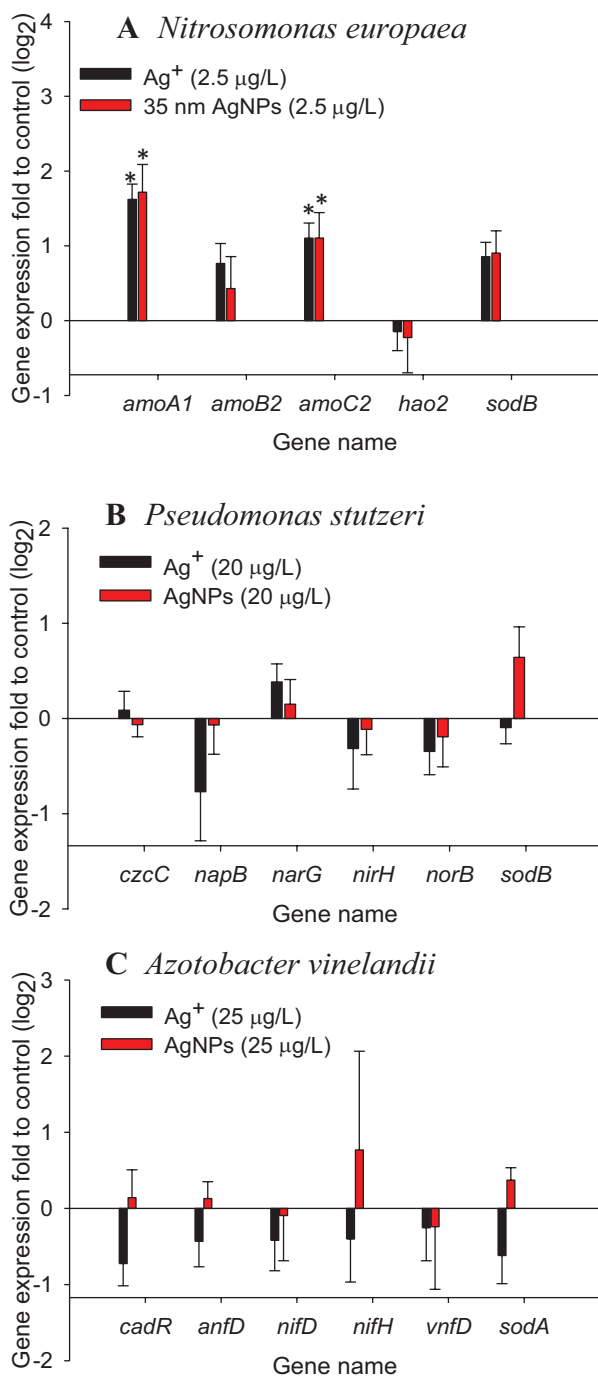 A Nitrosomonas europaea
Ag+ (2.5 μg/L)
35 nm AgNPs (2.5 μg/L)
Gene expression fold to control (log2)
4
3
2
1
0
-1
* * * *
amoA1 amoB2 amoC2 hao2 sodB
Gene name
B Pseudomonas stutzeri
Ag+ (20 μg/L)
AgNPs (20 μg/L)
Gene expression fold to control (log2)
2
1
0
-1
-2
czcC napB narG nirH norB sodB
Gene name
C Azotobacter vinelandii
Ag+ (25 μg/L)
AgNPs (25 μg/L)
Gene expression fold to control (log2)
3
2
1
0
-1
-2
cadR anfD nifD nifH vnfD sodA
Gene name